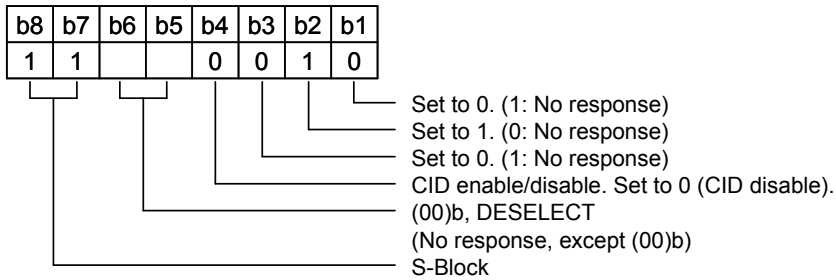 b8 b7 b6 b5 b4 b3 b2 b1
1 1 0 0 1 0
Set to 0. (1: No response)
Set to 1. (0: No response)
Set to 0. (1: No response)
CID enable/disable. Set to 0 (CID disable).
(00)b, DESELECT
(No response, except (00)b)
S-Block